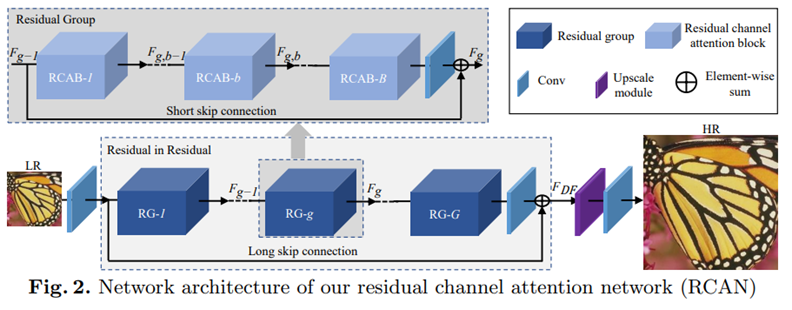 Residual Group
F_{g-1}
RCAB-1
F_{g,b-1}
RCAB-b
F_{g,b}
RCAB-B
F_g
Short skip connection
Residual group
Residual channel
attention block
Conv
Upscale
module
Element-wise
sum
LR
Residual in Residual
RG-1
F_{g-1}
RG-g
F_g
RG-G
F_{DF}
HR
Long skip connection
Fig. 2. Network architecture of our residual channel attention network (RCAN)